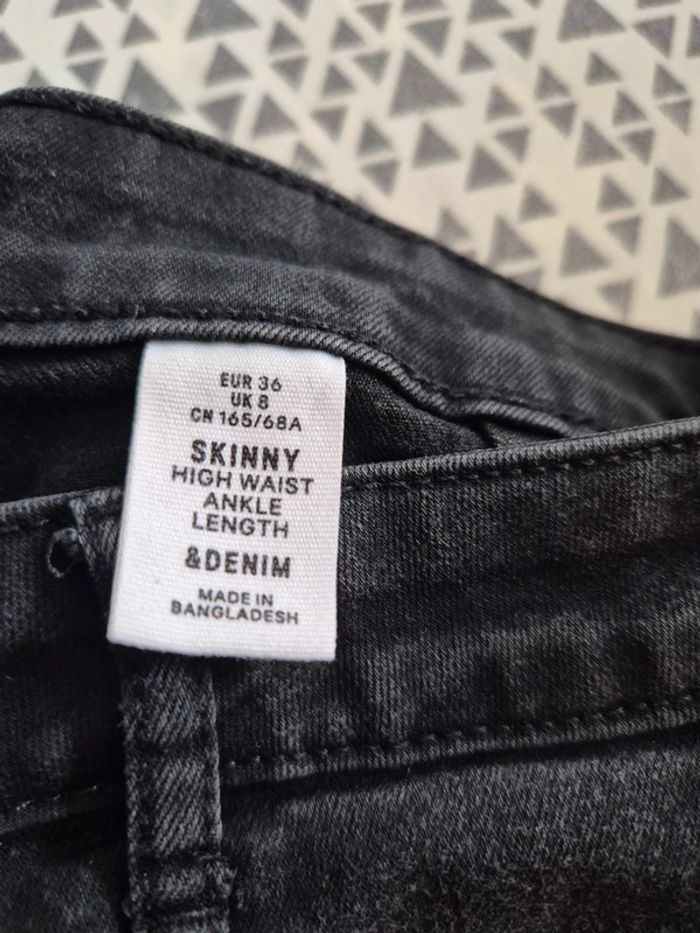 EUR 36
UK 8
CN 165/68A
SKINNY
HIGH WAIST
ANKLE
LENGTH
&DENIM
MADE IN
BANGLADESH